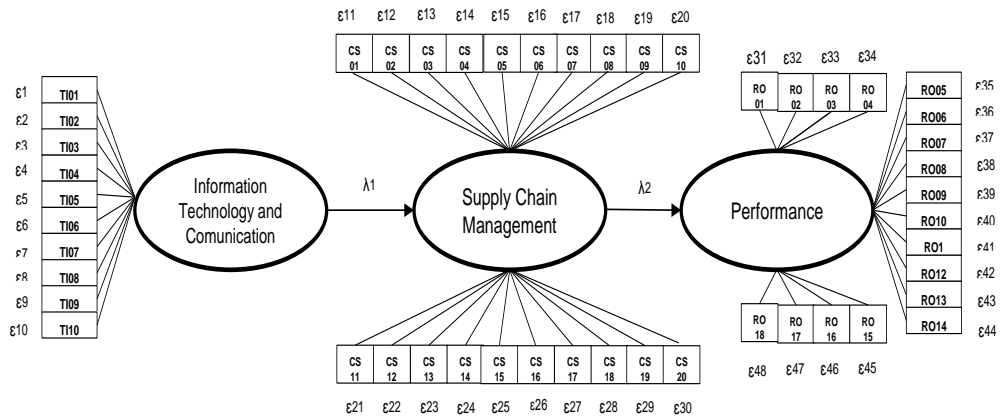 ε11 ε12 ε13 ε14 ε15 ε16 ε17 ε18 ε19 ε20
CS 01 CS 02 CS 03 CS 04 CS 05 CS 06 CS 07 CS 08 CS 09 CS 10
ε31 ε32 ε33 ε34
RO 01 RO 02 RO 03 RO 04
ε1 TI01
ε2 TI02
ε3 TI03
ε4 TI04
ε5 TI05
ε6 TI06
ε7 TI07
ε8 TI08
ε9 TI09
ε10 TI10
Information
Technology and
Comunication
λ1
Supply Chain
Management
λ2
Performance
RO05 ε35
RO06 ε36
RO07 ε37
RO08 ε38
RO09 ε39
RO10 ε40
RO1 ε41
RO12 ε42
RO13 ε43
RO14 ε44
CS 11 CS 12 CS 13 CS 14 CS 15 CS 16 CS 17 CS 18 CS 19 CS 20
ε21 ε22 ε23 ε24 ε25 ε26 ε27 ε28 ε29 ε30
RO 18 RO 17 RO 16 RO 15
ε48 ε47 ε46 ε45